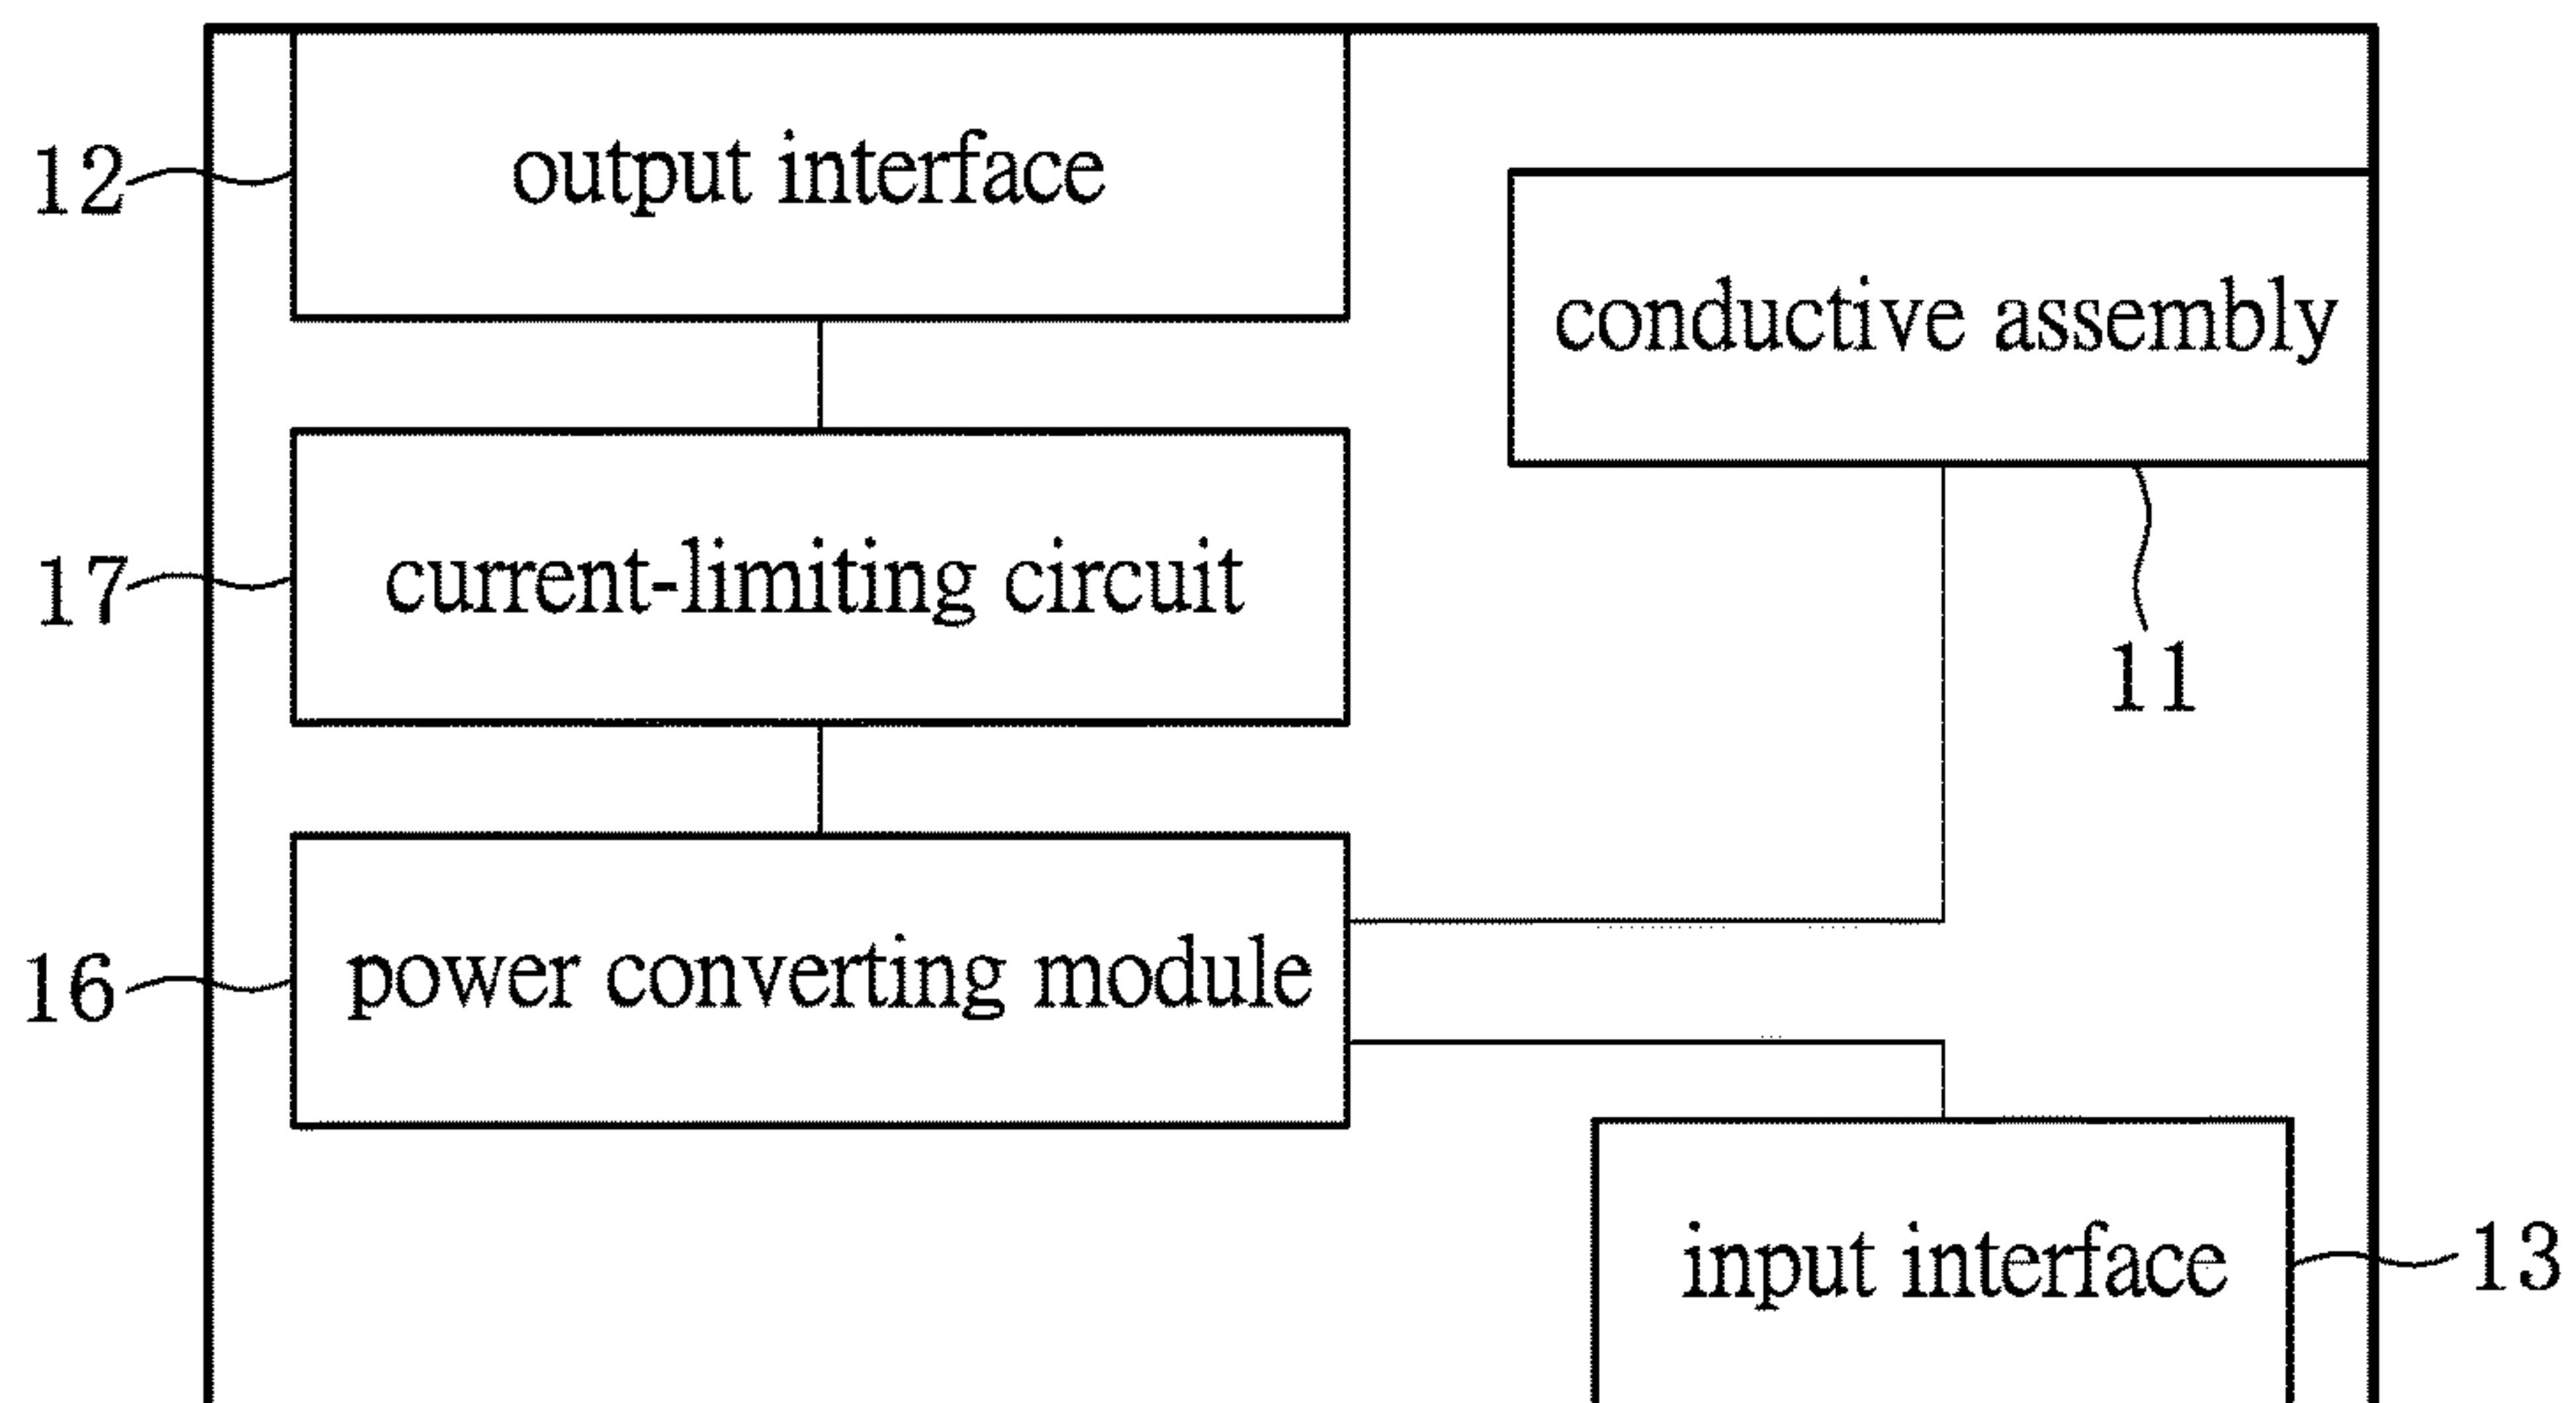 12
output interface
conductive assembly
17
current-limiting circuit
11
16
power converting module
input interface
13